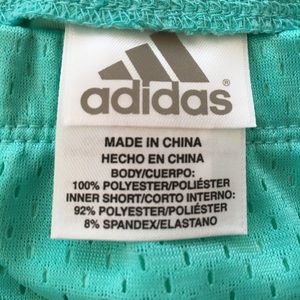 adidas®
MADE IN CHINA
HECHO EN CHINA
BODY/CUERPO:
100% POLYESTER/POLIÉSTER
INNER SHORT/CORTO INTERNO:
92% POLYESTER/POLIÉSTER
8% SPANDEX/ELASTANO